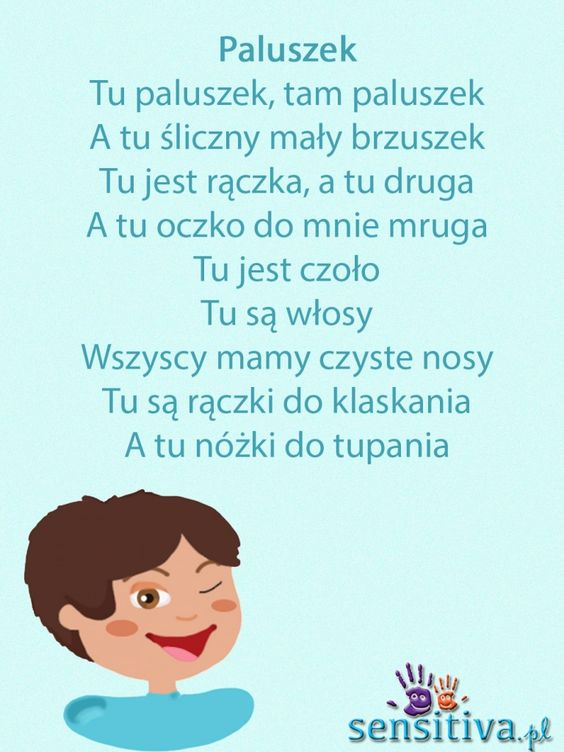 Paluszek
Tu paluszek, tam paluszek
A tu śliczny mały brzuszek
Tu jest rączka, a tu druga
A tu oczko do mnie mruga
Tu jest czoło
Tu są włosy
Wszyscy mamy czyste nosy
Tu są rączki do klaskania
A tu nóżki do tupania
sensitiva.pl